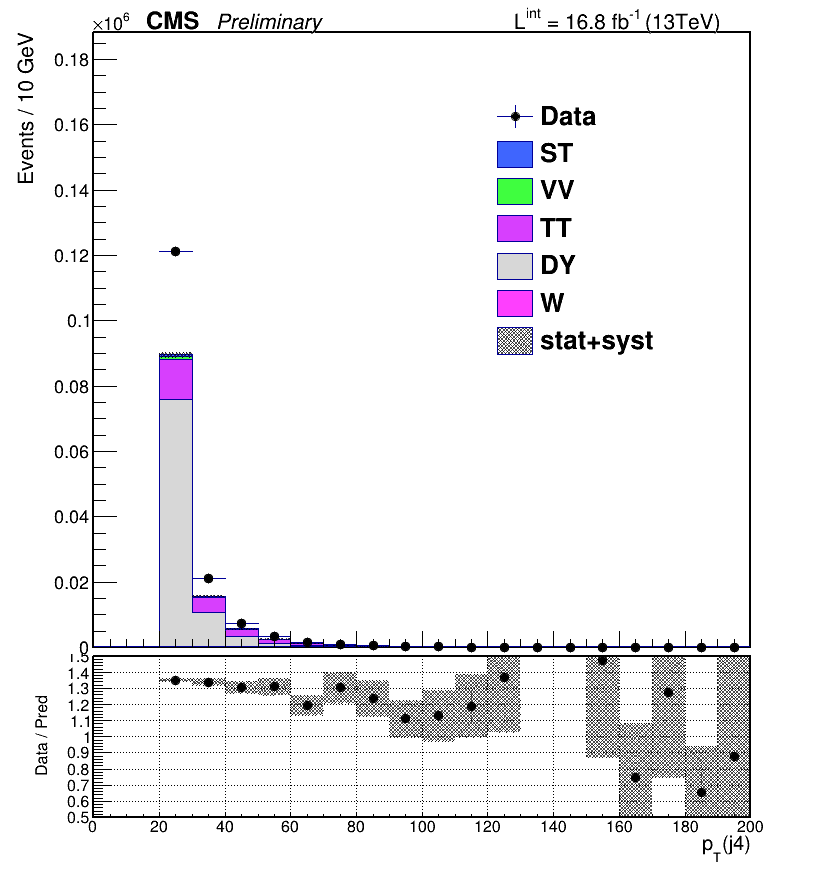 ×10⁶ CMS Preliminary L^int = 16.8 fb⁻¹ (13TeV)
Events / 10 GeV
0.18
0.16
0.14
0.12
0.1
0.08
0.06
0.04
0.02
0
Data
ST
VV
TT
DY
W
stat+syst
Data / Pred
1.5
1.4
1.3
1.2
1.1
1
0.9
0.8
0.7
0.6
0.5
0 20 40 60 80 100 120 140 160 180 200
p_T(j4)